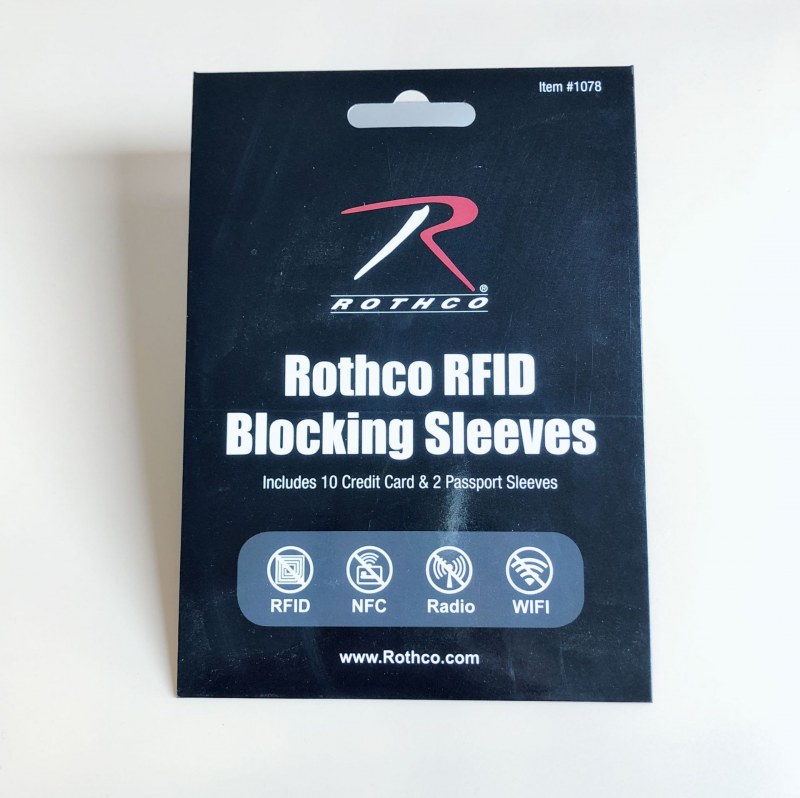 Item #1078
R
ROTHCO®
Rothco RFID
Blocking Sleeves
Includes 10 Credit Card & 2 Passport Sleeves
RFID NFC Radio WIFI
www.Rothco.com